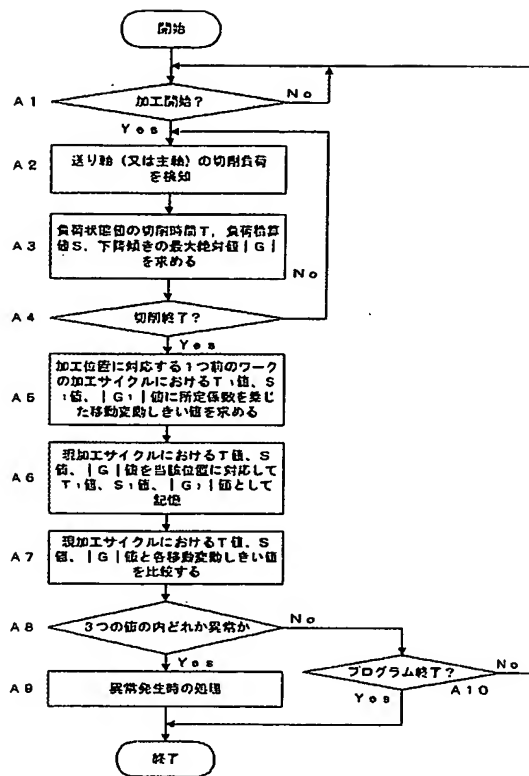 開始
A1
加工開始?
No
Yes
A2
送り軸(又は主軸)の切削負荷
を検知
A3
負荷状態値の切削時間T,負荷積算
値S、下降傾きの最大絶対値|G|
を求める
No
A4
切削終了?
Yes
A5
加工位置に対応する1つ前のワーク
の加工サイクルにおけるT₁値、S
₁値、|G₁|値に所定係数を乗じ
た移動変動しきい値を求める
A6
現加工サイクルにおけるT値、S
値、|G|値を当該位置に対応して
T₁値、S₁値、|G₁|値として
記憶
A7
現加工サイクルにおけるT値、S
値、|G|値と各移動変動しきい値
を比較する
A8
3つの値の内どれか異常か
No
Yes
A9
異常発生時の処理
プログラム終了?
No
Yes
A10
終了